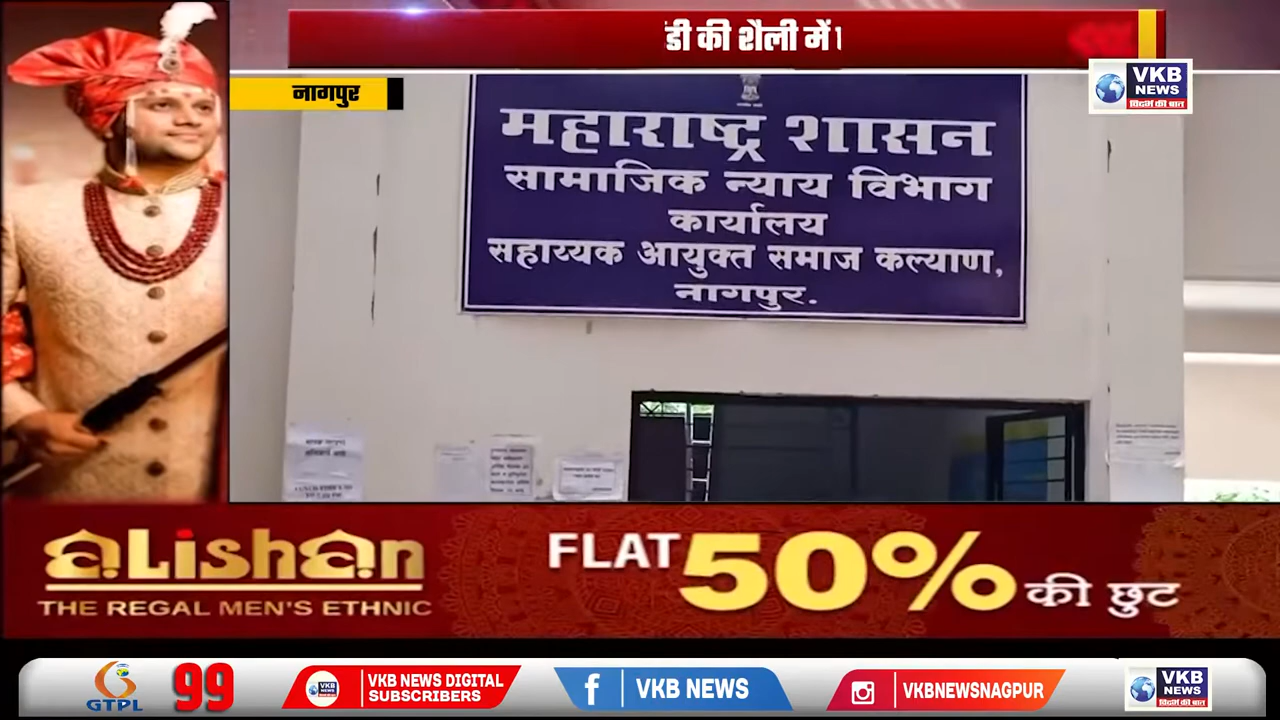 डी की शैली में
नागपुर
VKB
NEWS
विदर्भ की बात
महाराष्ट्र शासन
सामाजिक न्याय विभाग
कार्यालय
सहाय्यक आयुक्त समाज कल्याण,
नागपुर.
aLishan
THE REGAL MEN'S ETHNIC
FLAT 50% की छुट
GTPL
99
VKB NEWS DIGITAL
SUBSCRIBERS
VKB NEWS
VKBNEWSNAGPUR
VKB
NEWS
विदर्भ की बात